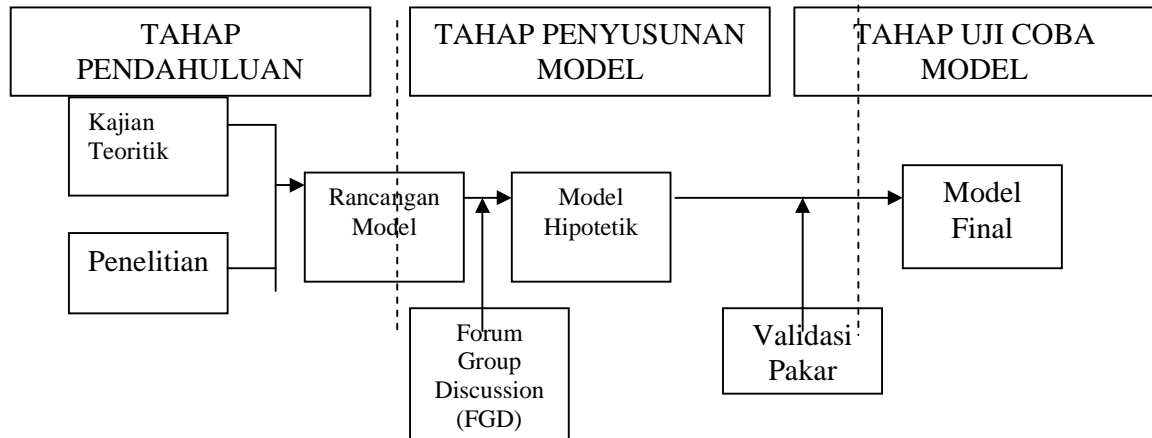 TAHAP
PENDAHULUAN
TAHAP PENYUSUNAN
MODEL
TAHAP UJI COBA
MODEL
Kajian
Teoritik
Penelitian
Rancangan
Model
Model
Hipotetik
Model
Final
Forum
Group
Discussion
(FGD)
Validasi
Pakar